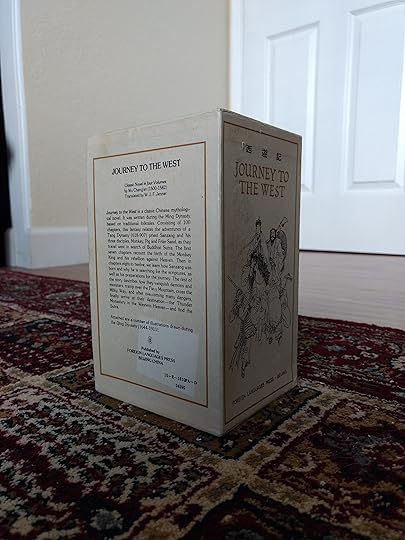 JOURNEY TO THE WEST
(Classic Novel in four Volumes
by Wu Cheng'en (1500-1582)
Translated by W. J. F. Jenner
Journey to the West is a classic Chinese mythologi-
cal novel. It was written during the Ming Dynasty
based on traditional folktales. Consisting of 100
chapters, this fantasy relates the adventures of a
Tang Dynasty (618-907) priest Sanzang and his
three disciples, Monkey, Pig and Friar Sand, as they
travel west in search of Buddhist Sutra. The first
seven chapters recount the birth of the Monkey
King and his rebellion against Heaven. Then in
chapters eight to twelve, we learn how Sanzang was
born and why he is searching for the scriptures, as
well as his preparations for the journey. The rest of
the story describes how they vanquish demons and
monsters, tramp over the Fiery Mountain, cross the
Milky Way, and after overcoming many dangers,
finally arrive at their destination — the Thunder
Monastery in the Western Heaven — and find the
Sutra.
Attached are a number of illustrations drawn during
the Qing Dynasty (1644-1911).
Published by
FOREIGN LANGUAGES PRESS
BEIJING CHINA
西遊記
JOURNEY TO
THE WEST
FOREIGN LANGUAGES PRESS BEIJING